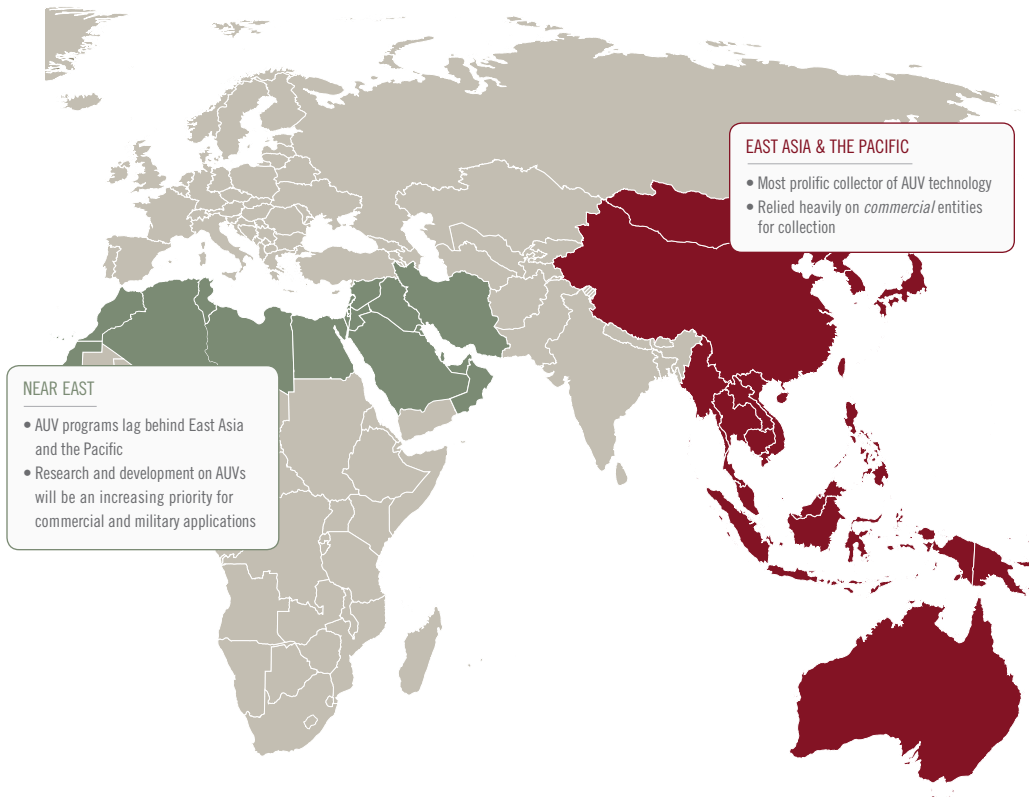 EAST ASIA & THE PACIFIC
• Most prolific collector of AUV technology
• Relied heavily on commercial entities
for collection
NEAR EAST
• AUV programs lag behind East Asia
and the Pacific
• Research and development on AUVs
will be an increasing priority for
commercial and military applications